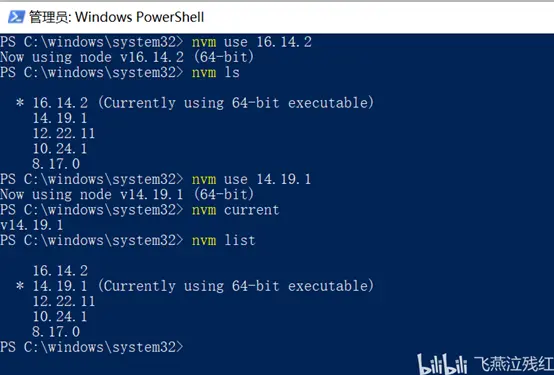 管理员: Windows PowerShell
PS C:\windows\system32> nvm use 16.14.2
Now using node v16.14.2 (64-bit)
PS C:\windows\system32> nvm ls
* 16.14.2 (Currently using 64-bit executable)
14.19.1
12.22.11
10.24.1
8.17.0
PS C:\windows\system32> nvm use 14.19.1
Now using node v14.19.1 (64-bit)
PS C:\windows\system32> nvm current
v14.19.1
PS C:\windows\system32> nvm list
16.14.2
* 14.19.1 (Currently using 64-bit executable)
12.22.11
10.24.1
8.17.0
PS C:\windows\system32>
bilibili 飞燕泣残红